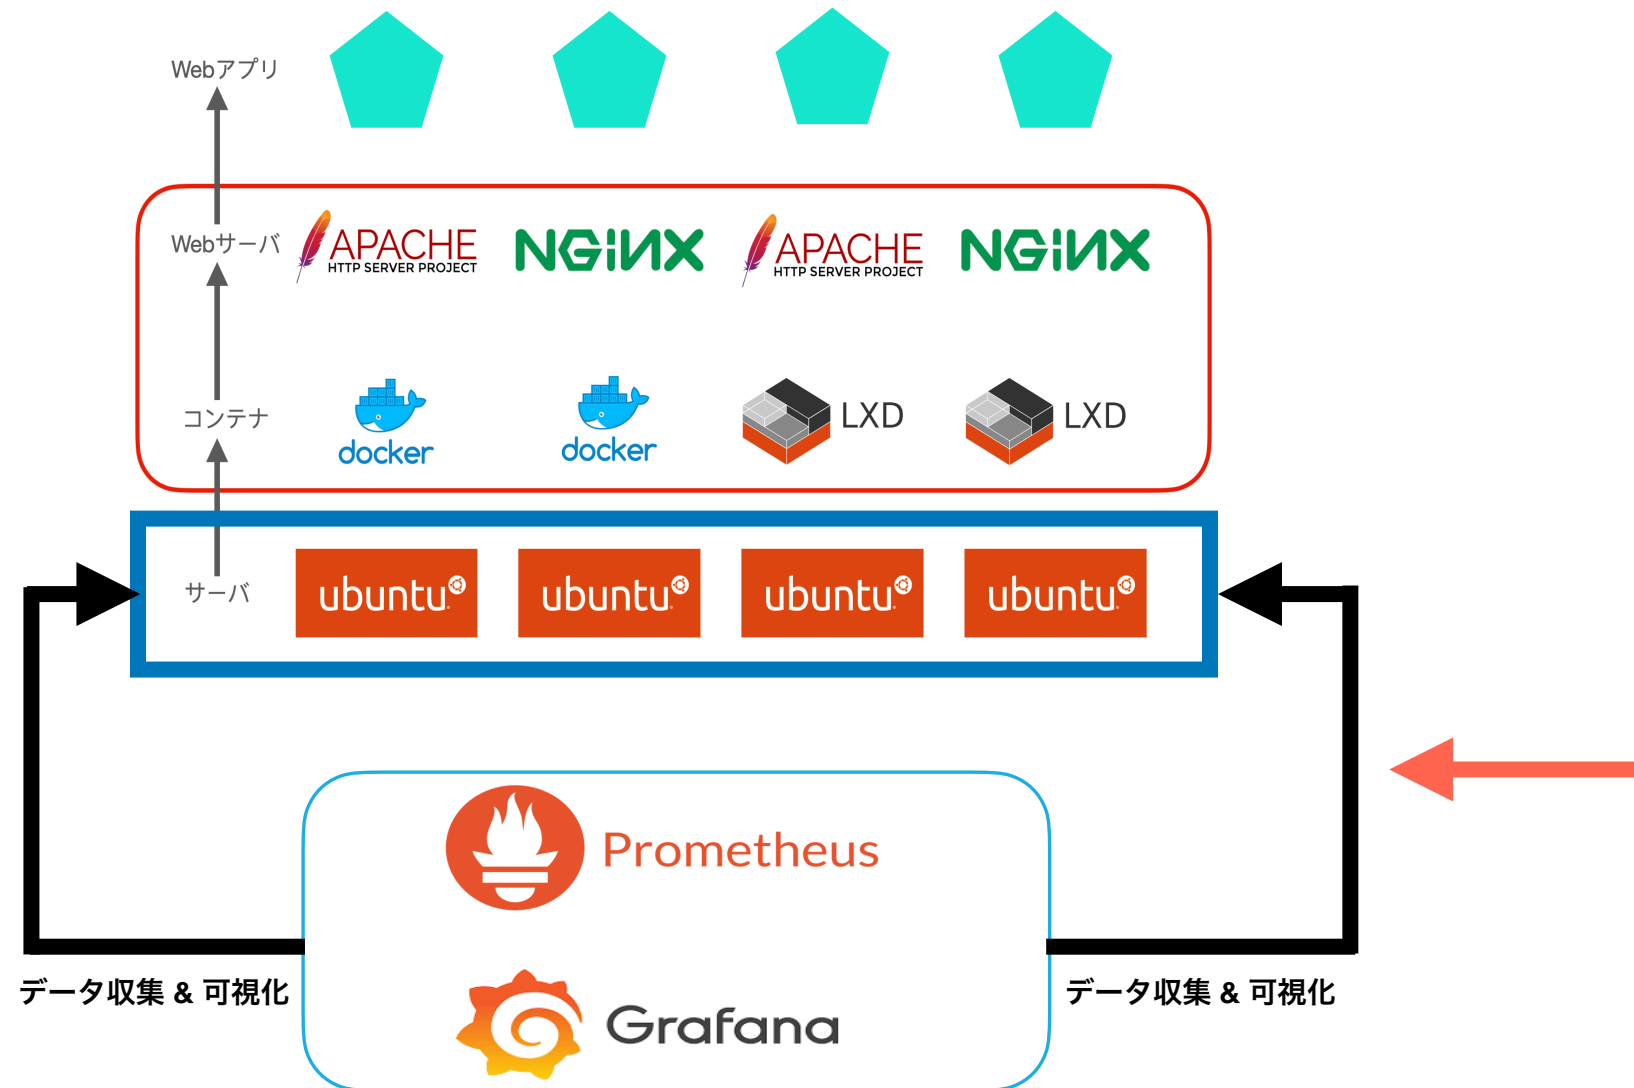 Webアプリ
Webサーバ
APACHE
HTTP SERVER PROJECT
NGINX
APACHE
HTTP SERVER PROJECT
NGINX
コンテナ
docker
docker
LXD
LXD
サーバ
ubuntu
ubuntu
ubuntu
ubuntu
Prometheus
データ収集 & 可視化
データ収集 & 可視化
Grafana